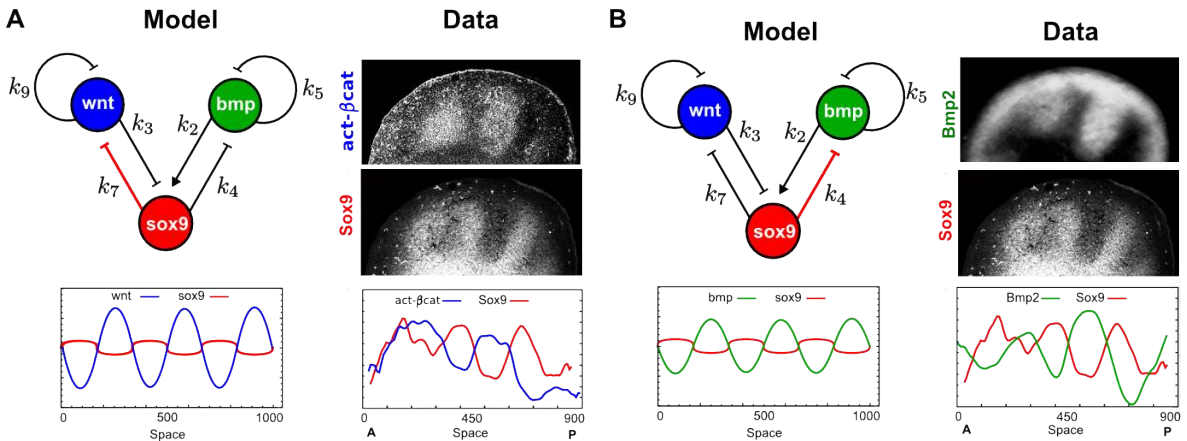 A
Model
Data
k9
wnt
bmp
k5
k3
k2
k7
k4
sox9
act-βcat
Sox9
wnt
sox9
0
500
1000
Space
act-βcat
Sox9
0
450
900
A
Space
P
B
Model
Data
k9
wnt
bmp
k5
k3
k2
k7
k4
sox9
Bmp2
Sox9
bmp
sox9
0
500
1000
Space
Bmp2
Sox9
0
450
900
A
Space
P